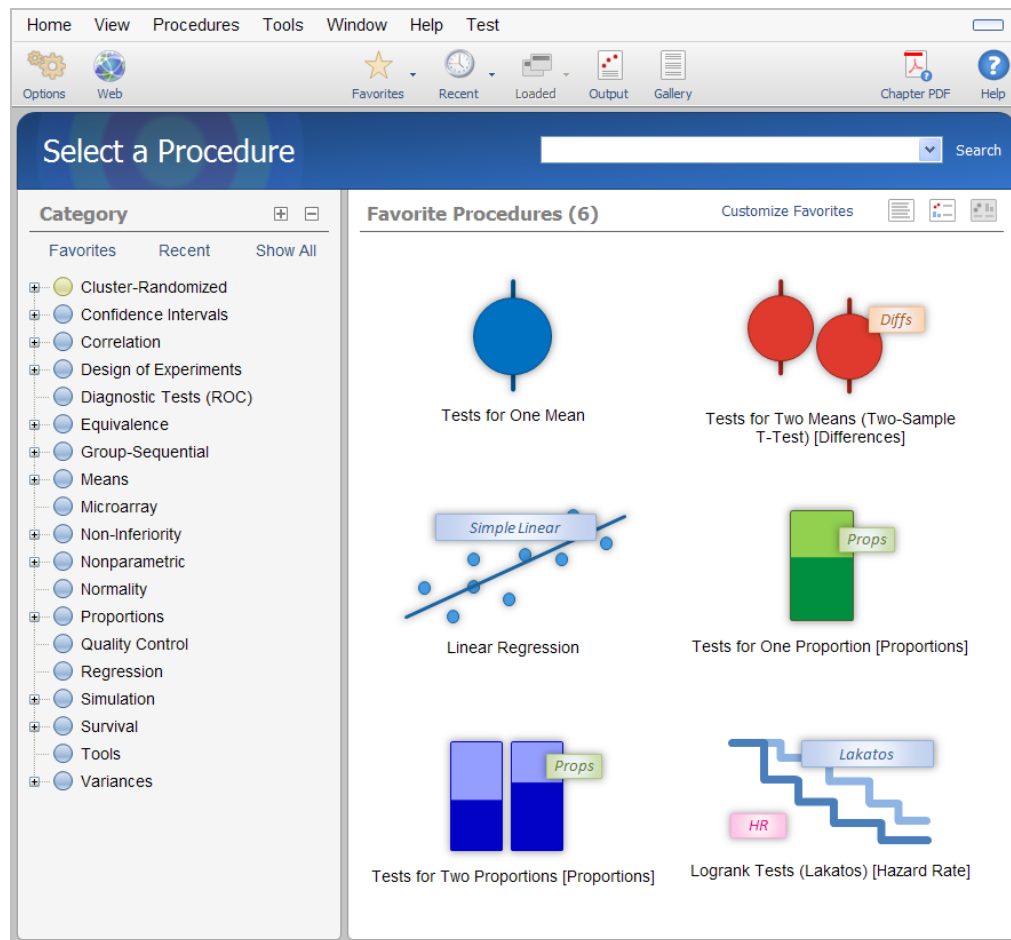 Home View Procedures Tools Window Help Test
Options Web Favorites Recent Loaded Output Gallery Chapter PDF Help
Select a Procedure
Search
Category
Favorites Recent Show All
Cluster-Randomized
Confidence Intervals
Correlation
Design of Experiments
Diagnostic Tests (ROC)
Equivalence
Group-Sequential
Means
Microarray
Non-Inferiority
Nonparametric
Normality
Proportions
Quality Control
Regression
Simulation
Survival
Tools
Variances
Favorite Procedures (6)
Customize Favorites
Tests for One Mean
Diffs
Tests for Two Means (Two-Sample
T-Test) [Differences]
Simple Linear
Linear Regression
Props
Tests for One Proportion [Proportions]
Props
Tests for Two Proportions [Proportions]
Lakatos
HR
Logrank Tests (Lakatos) [Hazard Rate]